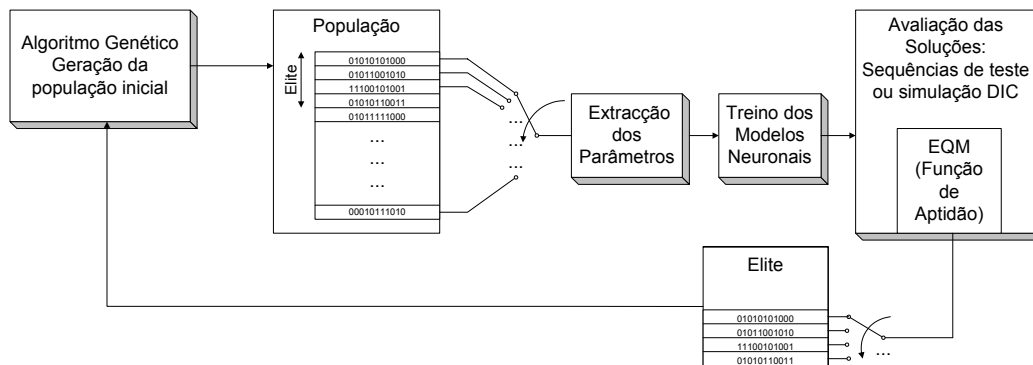 Algoritmo Genético
Geração da
população inicial
População
Elite
01010101000
01011001010
11100101001
01010110011
01011111000
...
...
...
...
00010111010
...
...
...
Extracção
dos
Parâmetros
Treino dos
Modelos
Neuronais
Avaliação das
Soluções:
Sequências de teste
ou simulação DIC
EQM
(Função
de
Aptidão)
Elite
01010101000
01011001010
11100101001
01010110011
...